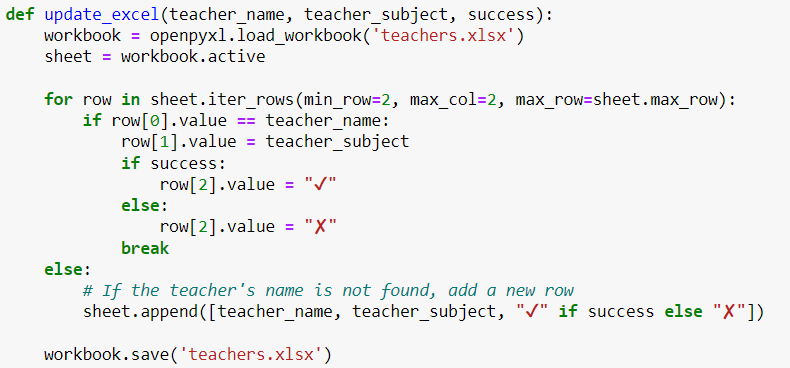 def update_excel(teacher_name, teacher_subject, success):
    workbook = openpyxl.load_workbook('teachers.xlsx')
    sheet = workbook.active

    for row in sheet.iter_rows(min_row=2, max_col=2, max_row=sheet.max_row):
        if row[0].value == teacher_name:
            row[1].value = teacher_subject
            if success:
                row[2].value = "✓"
            else:
                row[2].value = "✗"
            break
    else:
        # If the teacher's name is not found, add a new row
        sheet.append([teacher_name, teacher_subject, "✓" if success else "✗"])

    workbook.save('teachers.xlsx')